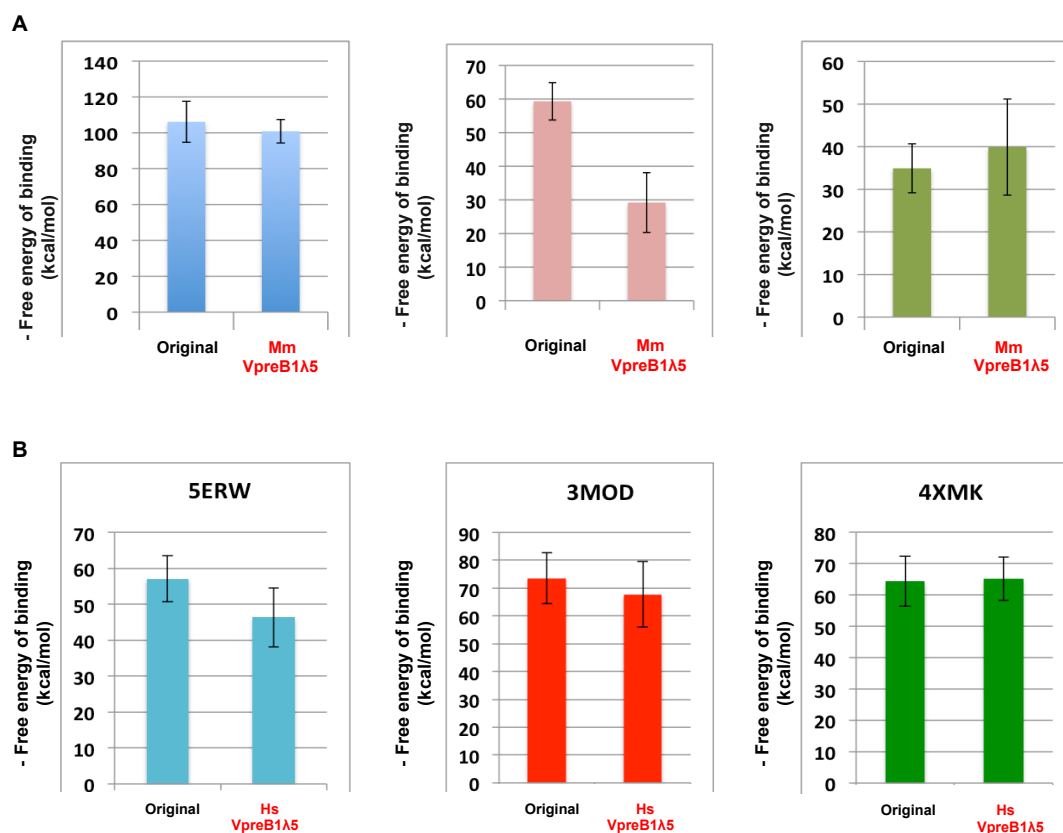 A
- Free energy of binding
(kcal/mol)
140
120
100
80
60
40
20
0
Original
Mm
VpreB1λ5
- Free energy of binding
(kcal/mol)
70
60
50
40
30
20
10
0
Original
Mm
VpreB1λ5
- Free energy of binding
(kcal/mol)
60
50
40
30
20
10
0
Original
Mm
VpreB1λ5
B
5ERW
- Free energy of binding
(kcal/mol)
70
60
50
40
30
20
10
0
Original
Hs
VpreB1λ5
3MOD
- Free energy of binding
(kcal/mol)
90
80
70
60
50
40
30
20
10
0
Original
Hs
VpreB1λ5
4XMK
- Free energy of binding
(kcal/mol)
80
70
60
50
40
30
20
10
0
Original
Hs
VpreB1λ5